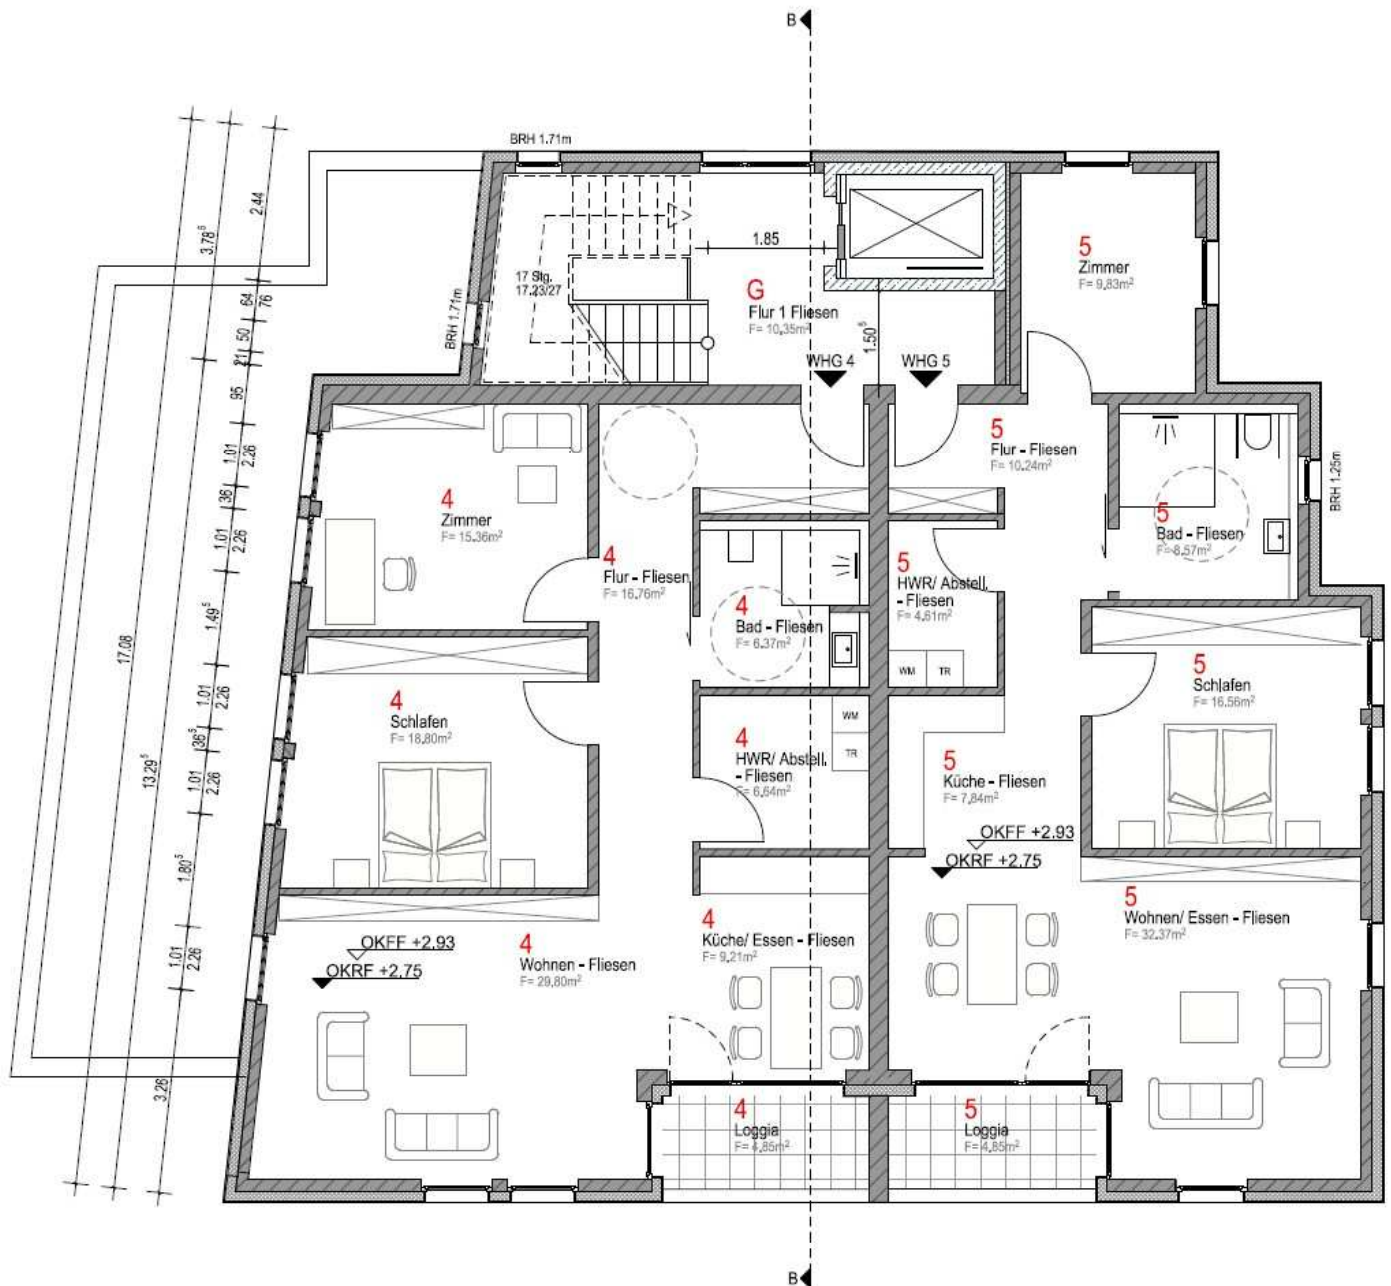 B
BRH 1.71m
2.44
3.78⁵
64
76
50
21
95
1.01
2.26
36
1.01
2.26
1.49⁵
1.01
2.26
36⁵
1.01
2.26
1.80⁵
1.01
2.26
3.26
17.08
13.29⁵
BRH 1.71m
17 Stg.
17.23/27
1.85
G
Flur 1 Fliesen
F= 10,35m²
1.50⁵
WHG 4
WHG 5
5
Zimmer
F= 9,83m²
5
Flur - Fliesen
F= 10.24m²
BRH 1.25m
5
Bad - Fliesen
F= 8.57m²
4
Zimmer
F= 15.36m²
4
Flur - Fliesen
F= 16.76m²
4
Bad - Fliesen
F= 6.37m²
5
HWR/ Abstell.
- Fliesen
F= 4.61m²
WM
TR
4
Schlafen
F= 18.80m²
4
HWR/ Abstell.
- Fliesen
F= 6.64m²
WM
TR
5
Küche - Fliesen
F= 7,84m²
5
Schlafen
F= 16.56m²
OKFF +2.93
OKRF +2.75
4
Wohnen - Fliesen
F= 29,80m²
OKFF +2.93
OKRF +2.75
4
Küche/ Essen - Fliesen
F= 9,21m²
5
Wohnen/ Essen - Fliesen
F= 32.37m²
4
Loggia
F= 4,85m²
5
Loggia
F= 4,85m²
B